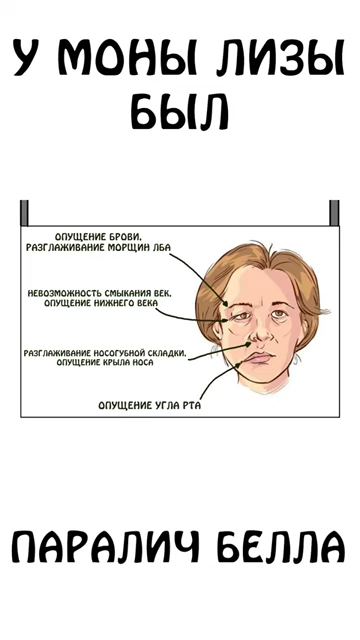 У МОНЫ ЛИЗЫ
БЫЛ
ОПУЩЕНИЕ БРОВИ,
РАЗГЛАЖИВАНИЕ МОРЩИН ЛБА
НЕВОЗМОЖНОСТЬ СМЫКАНИЯ ВЕК,
ОПУЩЕНИЕ НИЖНЕГО ВЕКА
РАЗГЛАЖИВАНИЕ НОСОГУБНОЙ СКЛАДКИ,
ОПУЩЕНИЕ КРЫЛА НОСА
ОПУЩЕНИЕ УГЛА РТА
ПАРАЛИЧ БЕЛЛА